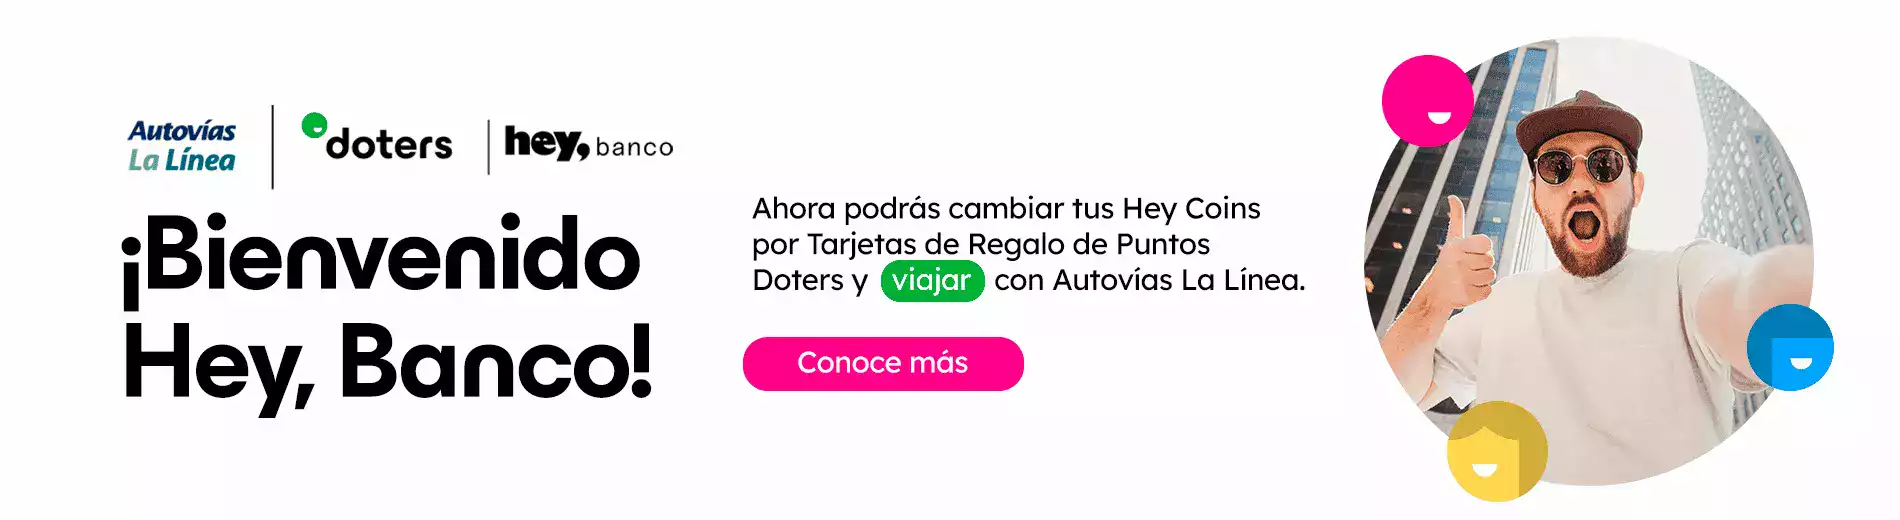 Autovías
La Línea
doters
hey, banco
¡Bienvenido
Hey, Banco!
Ahora podrás cambiar tus Hey Coins
por Tarjetas de Regalo de Puntos
Doters y viajar con Autovías La Línea.
Conoce más